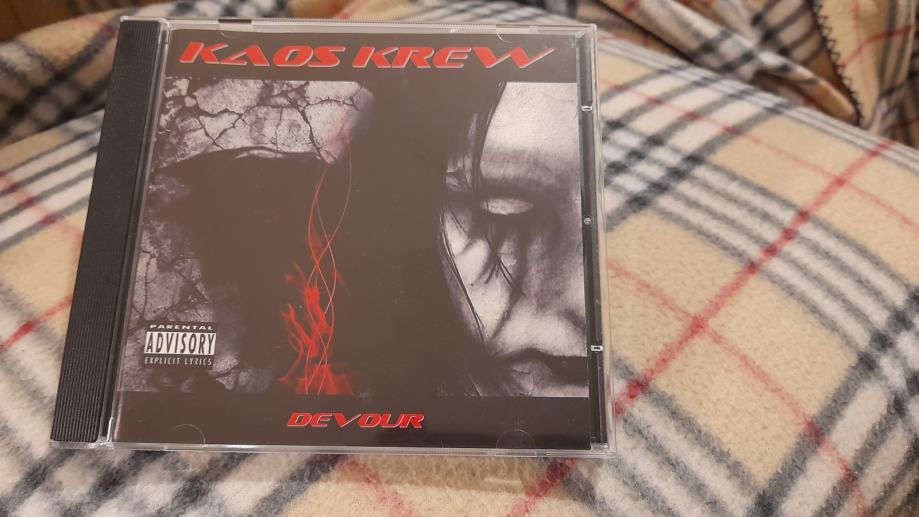 KAOS KREW
PARENTAL
ADVISORY
EXPLICIT LYRICS
DEVOUR